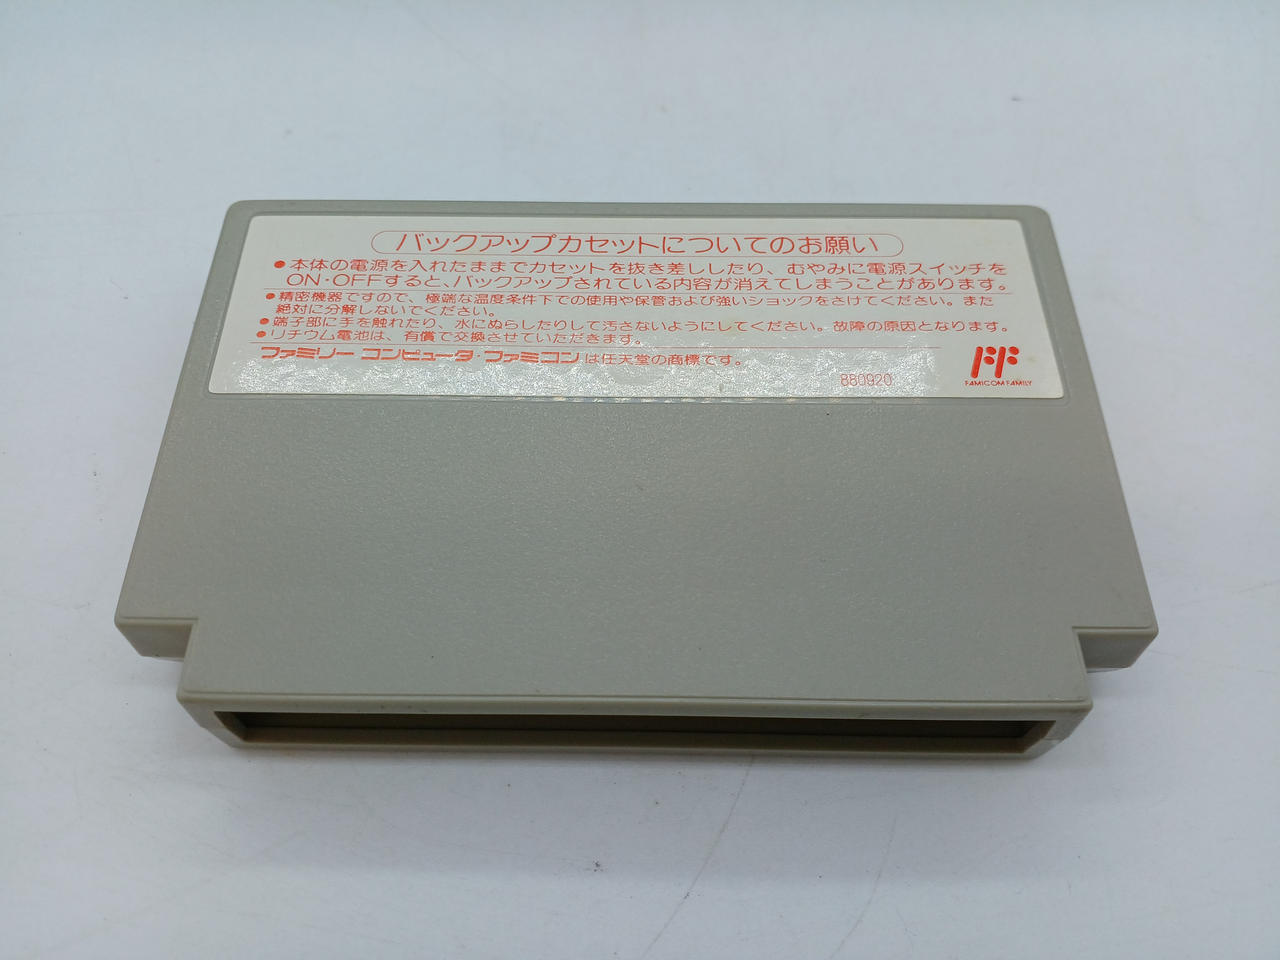 バックアップカセットについてのお願い
●本体の電源を入れたままでカセットを抜き差ししたり、むやみに電源スイッチを
ON・OFFすると、バックアップされている内容が消えてしまうことがあります。
●精密機器ですので、極端な温度条件下での使用や保管および強いショックをさけてください。また
絶対に分解しないでください。
●端子部に手を触れたり、水にぬらしたりして汚さないようにしてください。故障の原因となります。
●リチウム電池は、有償で交換させていただきます。
ファミリー コンピュータ・ファミコンは任天堂の商標です。
880920
FAMICOM FAMILY